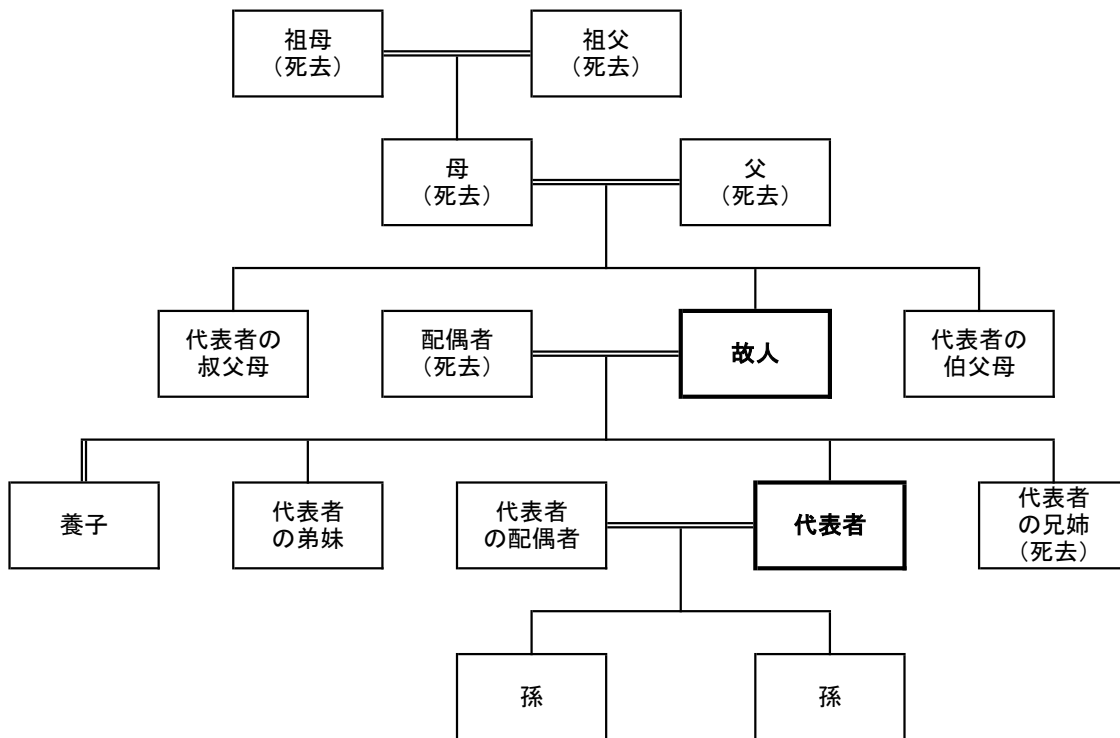 祖母
（死去）
祖父
（死去）
母
（死去）
父
（死去）
代表者の
叔父母
配偶者
（死去）
故人
代表者の
伯父母
養子
代表者
の弟妹
代表者
の配偶者
代表者
代表者
の兄姉
（死去）
孫
孫